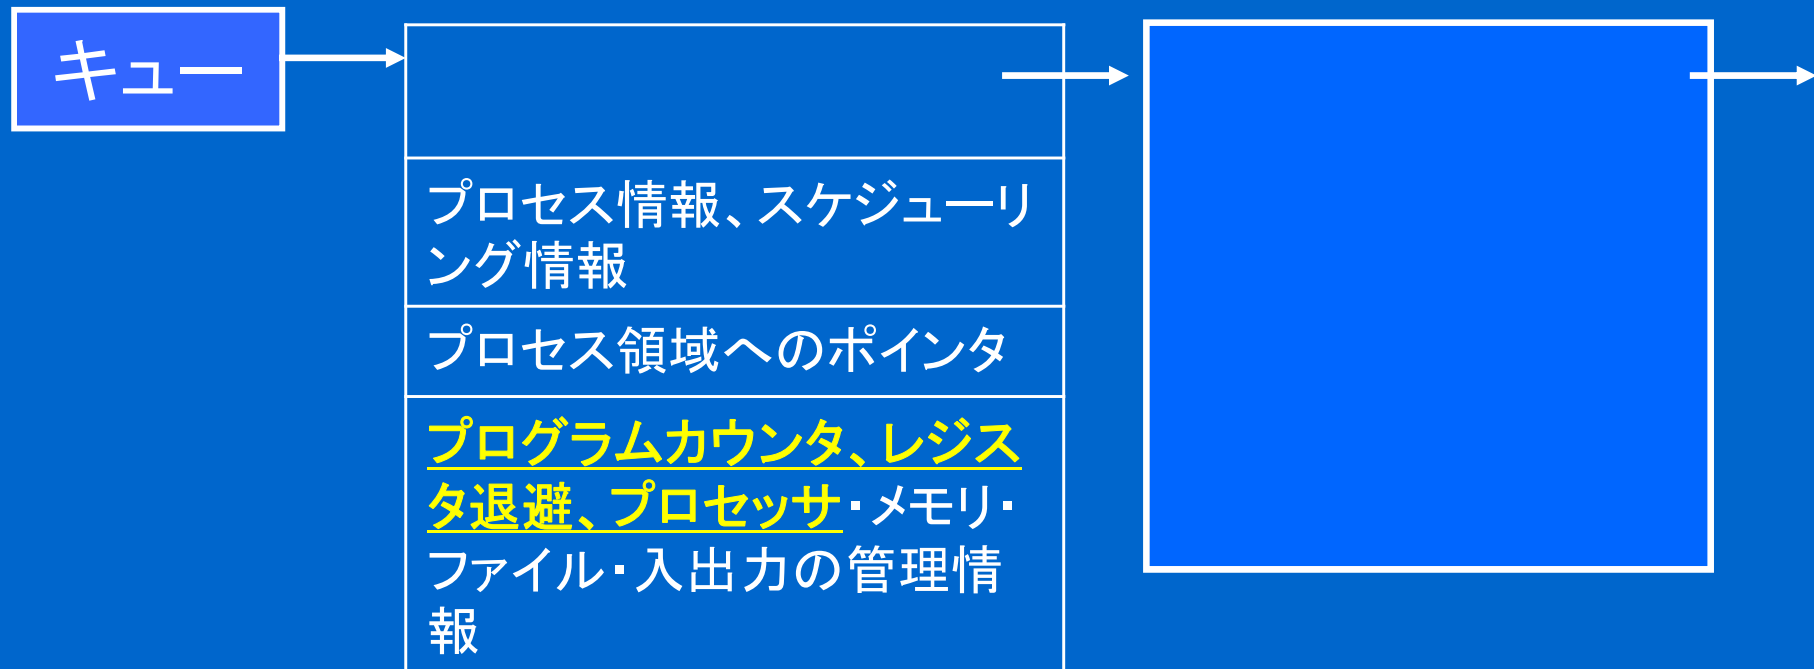 キュー
プロセス情報、スケジューリ
ング情報
プロセス領域へのポインタ
プログラムカウンタ、レジス
タ退避、プロセッサ・メモリ・
ファイル・入出力の管理情
報